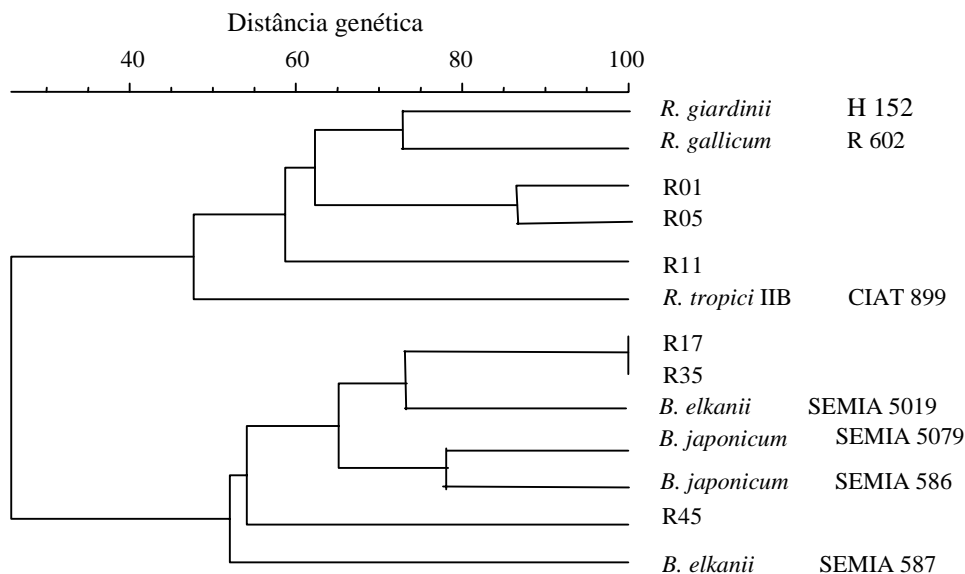 Distância genética
40 60 80 100
R. giardinii H 152
R. gallicum R 602
R01
R05
R11
R. tropici IIB CIAT 899
R17
R35
B. elkanii SEMIA 5019
B. japonicum SEMIA 5079
B. japonicum SEMIA 586
R45
B. elkanii SEMIA 587